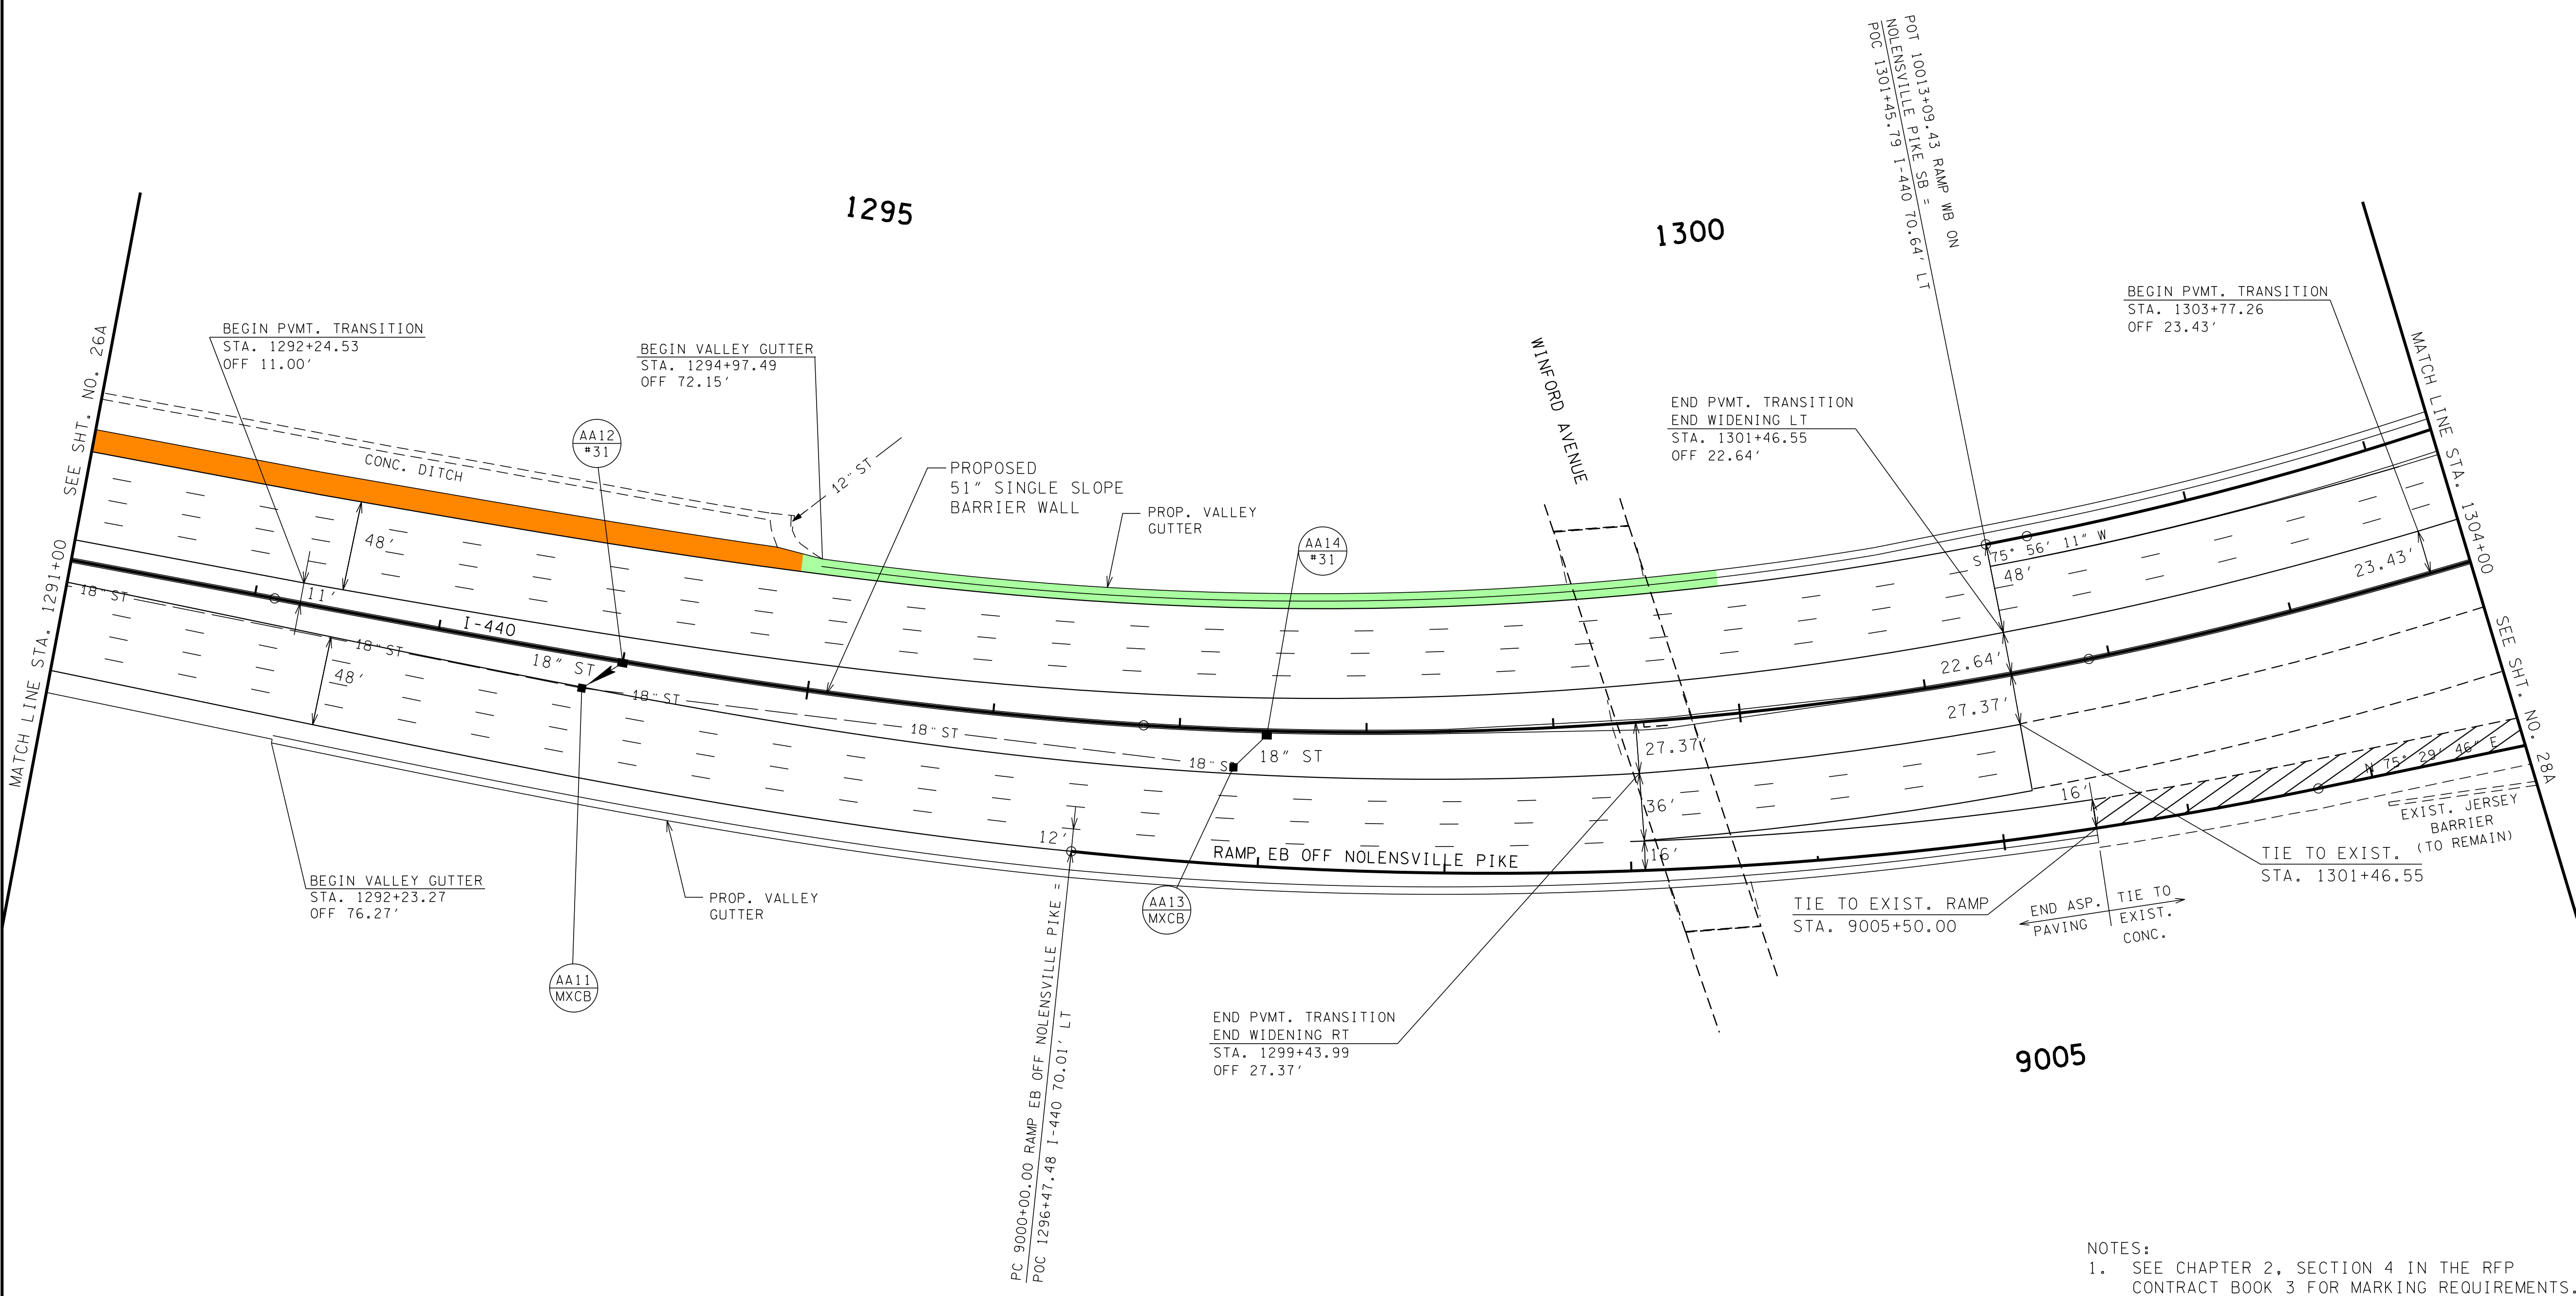 1295
1300
POT 10013+09.43 RAMP WB ON
NOLENSVILLE PIKE SB =
POC 1301+45.79 I-440 70.64' LT
BEGIN PVMT. TRANSITION
STA. 1292+24.53
OFF 11.00'
BEGIN VALLEY GUTTER
STA. 1294+97.49
OFF 72.15'
BEGIN PVMT. TRANSITION
STA. 1303+77.26
OFF 23.43'
SEE SHT. NO. 26A
MATCH LINE STA. 1291+00
CONC. DITCH
AA12
#31
12" ST
PROPOSED
51" SINGLE SLOPE
BARRIER WALL
PROP. VALLEY
GUTTER
AA14
#31
WINFORD AVENUE
END PVMT. TRANSITION
END WIDENING LT
STA. 1301+46.55
OFF 22.64'
MATCH LINE STA. 1304+00
SEE SHT. NO. 28A
S 75° 56' 11" W
48'
23.43'
48'
11'
I-440
18" ST
18" ST
18" ST
18" ST
18" ST
48'
18" ST
22.64'
27.37'
27.37'
18" ST
36'
16'
12'
RAMP EB OFF NOLENSVILLE PIKE
16'
N 75° 29' 46" E
EXIST. JERSEY
BARRIER
(TO REMAIN)
TIE TO EXIST.
STA. 1301+46.55
BEGIN VALLEY GUTTER
STA. 1292+23.27
OFF 76.27'
PROP. VALLEY
GUTTER
AA13
MXCB
AA11
MXCB
TIE TO EXIST. RAMP
STA. 9005+50.00
END ASP.
PAVING
TIE TO
EXIST.
CONC.
PC 9000+00.00 RAMP EB OFF NOLENSVILLE PIKE =
POC 1296+47.48 I-440 70.01' LT
END PVMT. TRANSITION
END WIDENING RT
STA. 1299+43.99
OFF 27.37'
9005
NOTES:
1. SEE CHAPTER 2, SECTION 4 IN THE RFP
CONTRACT BOOK 3 FOR MARKING REQUIREMENTS.